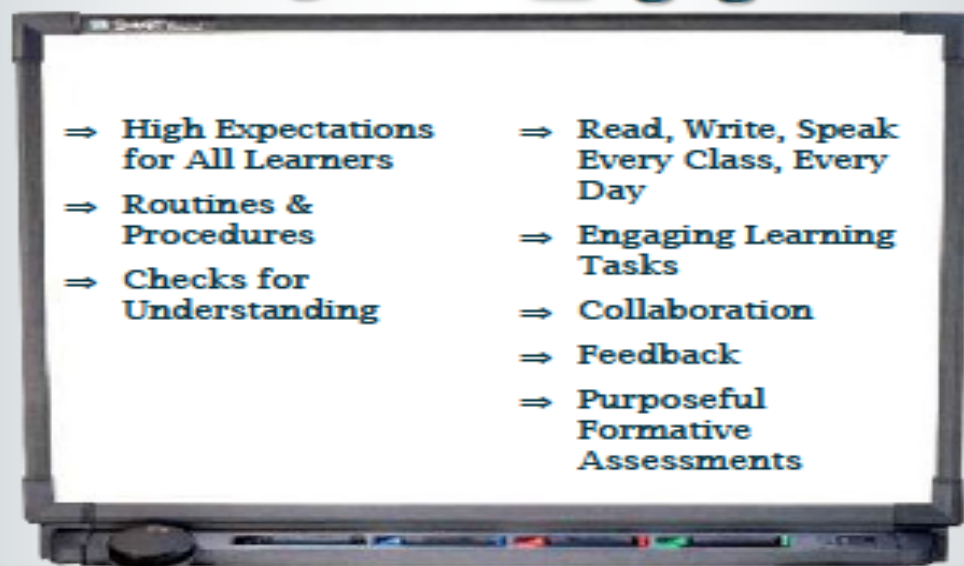 ⇒ High Expectations
for All Learners
⇒ Routines &
Procedures
⇒ Checks for
Understanding
⇒ Read, Write, Speak
Every Class, Every
Day
⇒ Engaging Learning
Tasks
⇒ Collaboration
⇒ Feedback
⇒ Purposeful
Formative
Assessments